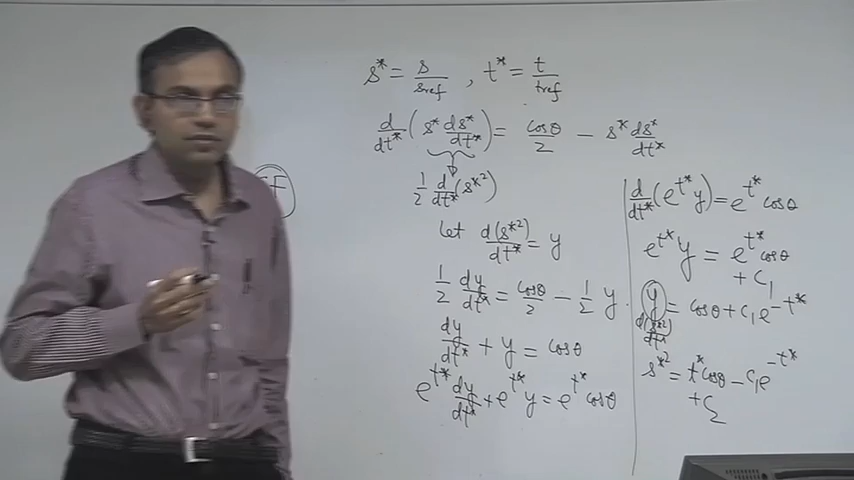 s* = s/sref , t* = t/tref
d/dt* (s* ds*/dt*) = cosθ/2 − s* ds*/dt*
1/2 d/dt* (s*²)
Let d(s*²)/dt* = y
1/2 dy/dt* = cosθ/2 − 1/2 y
dy/dt* + y = cosθ
e^t* dy/dt* + e^t* y = e^t* cosθ
d/dt* (e^t* y) = e^t* cosθ
e^t* y = e^t* cosθ
+ C₁
y = cosθ + C₁e^−t*
d(s*²)/dt*
s*² = t* cosθ − C₁e^−t*
+ C₂